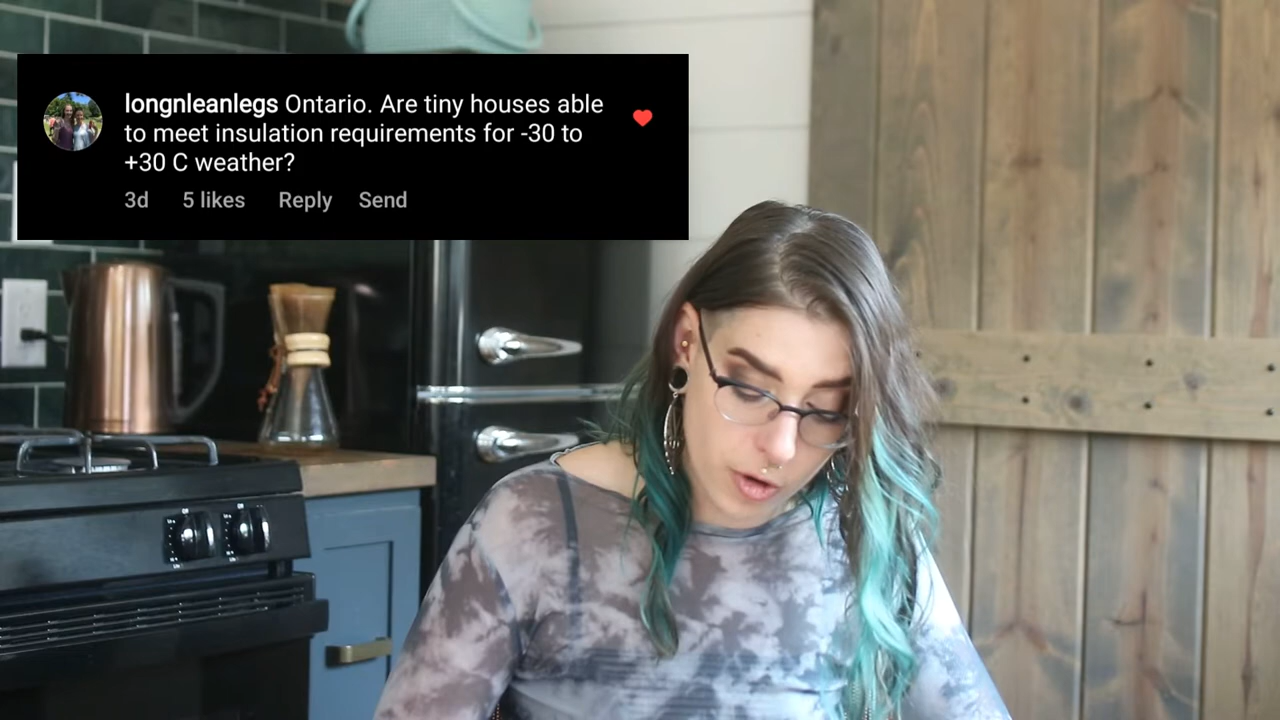 longnleanlegs Ontario. Are tiny houses able
to meet insulation requirements for -30 to
+30 C weather?
3d 5 likes Reply Send